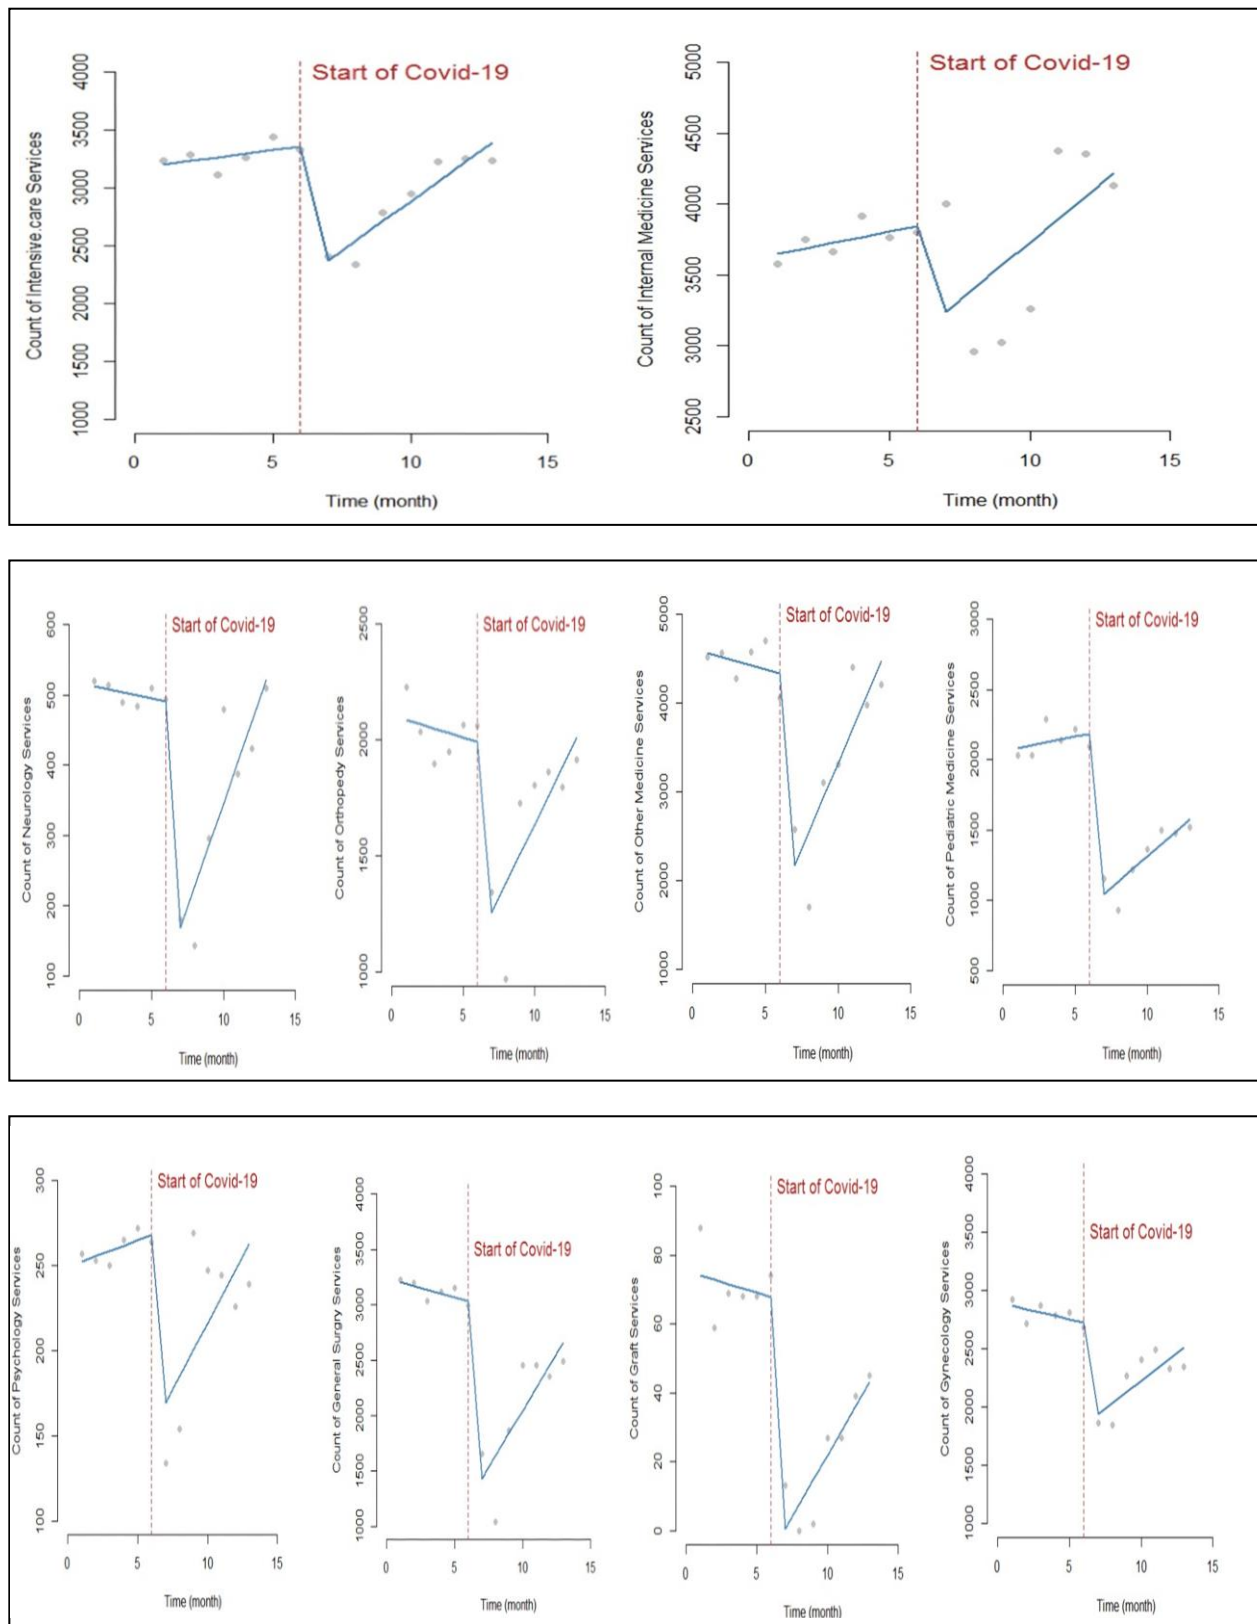 Start of Covid-19
Count of Intensive.care Services
4000
3500
3000
2500
2000
1500
1000
0 5 10 15
Time (month)
Start of Covid-19
Count of Internal Medicine Services
5000
4500
4000
3500
3000
2500
0 5 10 15
Time (month)
Start of Covid-19
Count of Neurology Services
600
500
400
300
200
100
0 5 10 15
Time (month)
Start of Covid-19
Count of Orthopedy Services
2500
2000
1500
1000
0 5 10 15
Time (month)
Start of Covid-19
Count of Other Medicine Services
5000
4000
3000
2000
1000
0 5 10 15
Time (month)
Start of Covid-19
Count of Pediatric Medicine Services
3000
2000
1500
1000
500
0 5 10 15
Time (month)
Start of Covid-19
Count of Psychology Services
300
250
200
150
100
0 5 10 15
Time (month)
Start of Covid-19
Count of General Surgry Services
4000
3500
3000
2500
2000
1500
1000
0 5 10 15
Time (month)
Start of Covid-19
Count of Graft Services
100
80
60
40
20
0
0 5 10 15
Time (month)
Start of Covid-19
Count of Gynecology Services
4000
3500
3000
2500
2000
1500
1000
0 5 10 15
Time (month)